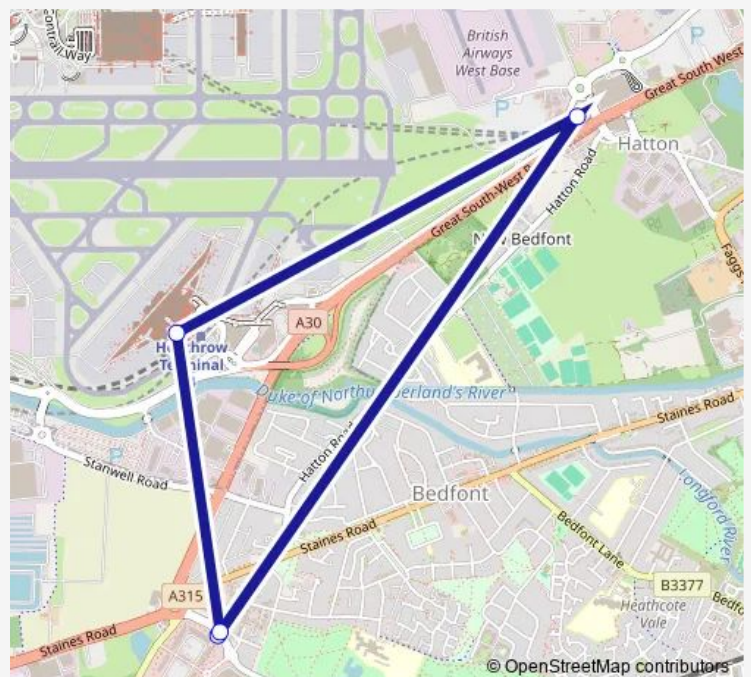 Contrail Way
British
Airways
West Base
P
P
Great South West
Hatton
Great South-West
Hatton Road
New Bedfont
Faggs
A30
Heathrow
Terminal
Duke of Northumberland's River
Staines Road
P
Stanwell Road
Hatton Road
Bedfont
Longford River
Staines Road
Bedfont Lane
A315
B3377
Bedfo
Heathcote
Vale
Staines Road
© OpenStreetMap contributors